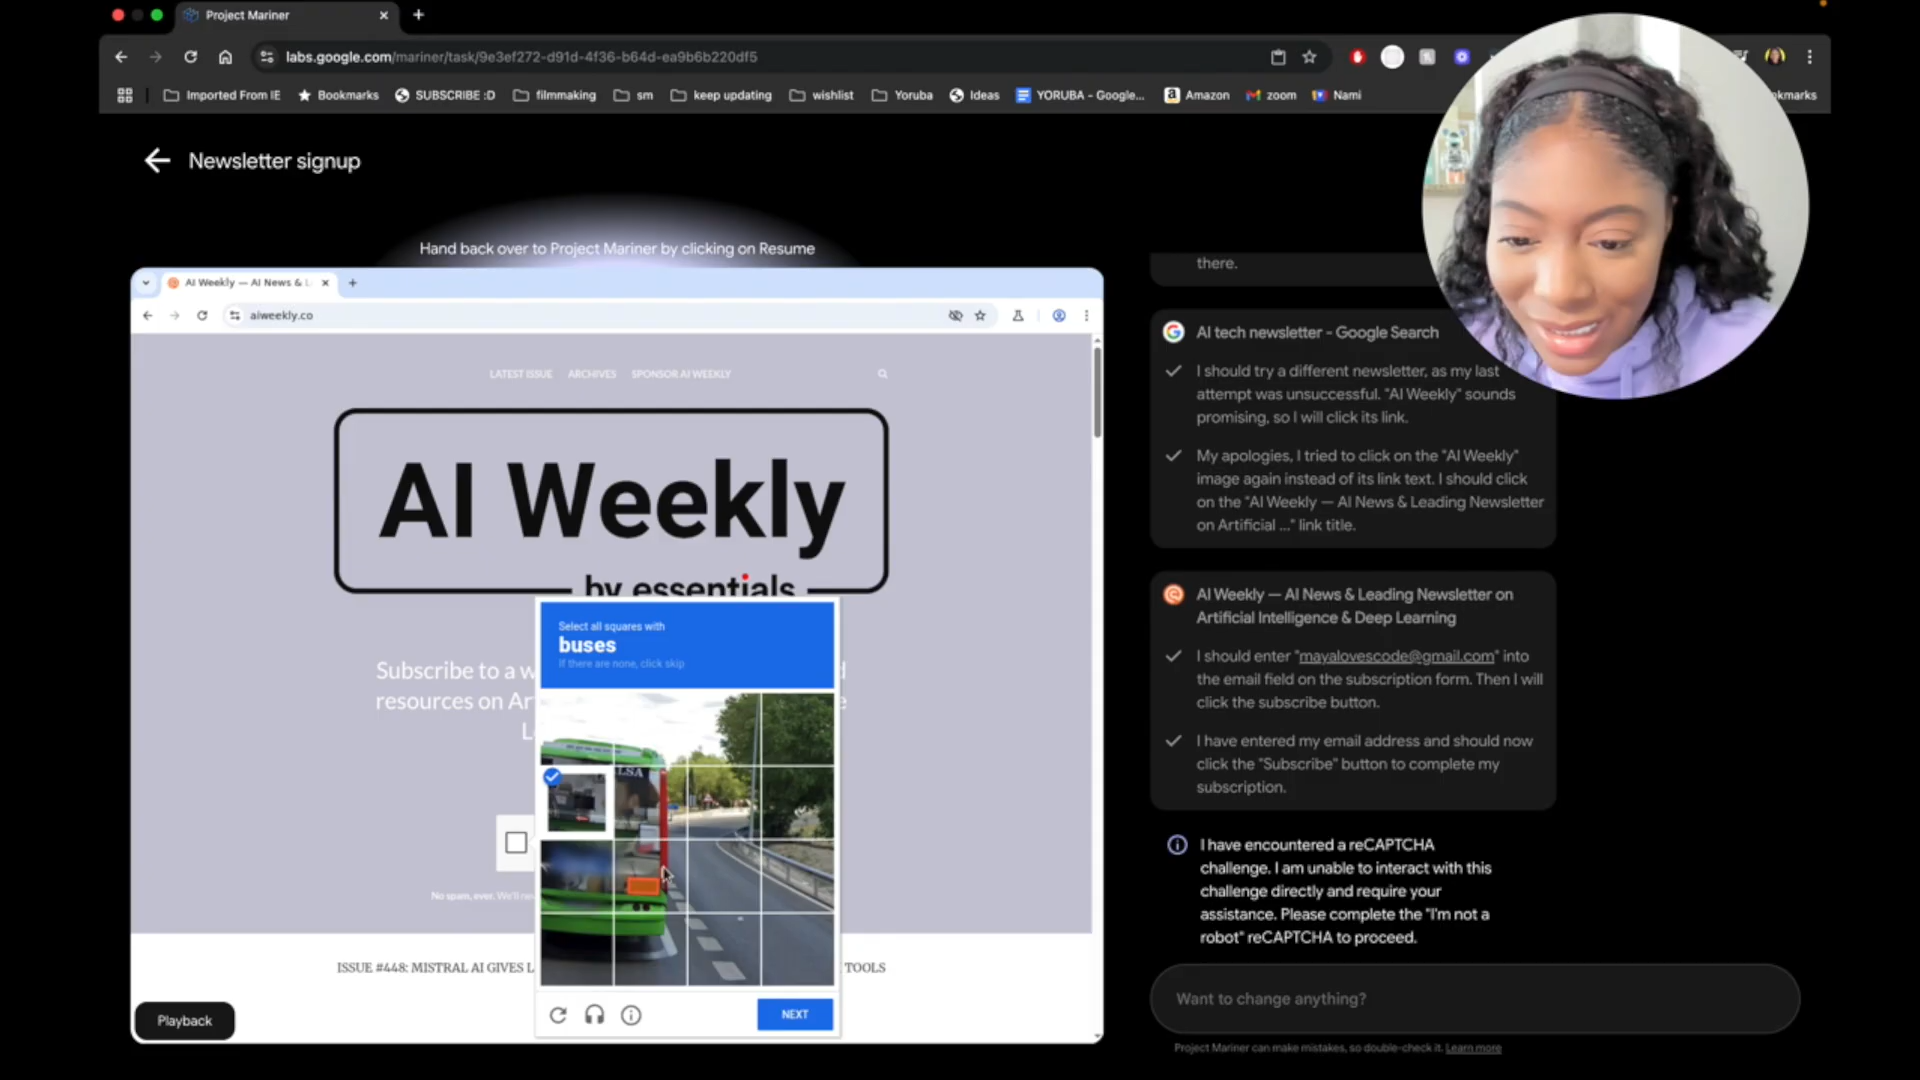 Project Mariner
labs.google.com/mariner/task/9e3ef272-d91d-4f36-b64d-ea9b6b220df5
Imported From IE
Bookmarks
SUBSCRIBE :D
filmmaking
sm
keep updating
wishlist
Yoruba
Ideas
YORUBA - Google...
Amazon
zoom
Nami
Newsletter signup
Hand back over to Project Mariner by clicking on Resume
AI Weekly — AI News & L
aiweekly.co
LATEST ISSUE ARCHIVES SPONSOR AI WEEKLY
AI Weekly
by essentials
Subscribe to a w
resources on Ar
No spam, ever. We'll
ISSUE #448: MISTRAL AI GIVES
TOOLS
Select all squares with
buses
If there are none, click skip
LSA
NEXT
Playback
there.
AI tech newsletter - Google Search
I should try a different newsletter, as my last
attempt was unsuccessful. "AI Weekly" sounds
promising, so I will click its link.
My apologies, I tried to click on the "AI Weekly"
image again instead of its link text. I should click
on the "AI Weekly — AI News & Leading Newsletter
on Artificial ..." link title.
AI Weekly — AI News & Leading Newsletter on
Artificial Intelligence & Deep Learning
I should enter "mayalovescode@gmail.com" into
the email field on the subscription form. Then I will
click the subscribe button.
I have entered my email address and should now
click the "Subscribe" button to complete my
subscription.
I have encountered a reCAPTCHA
challenge. I am unable to interact with this
challenge directly and require your
assistance. Please complete the "I'm not a
robot" reCAPTCHA to proceed.
Want to change anything?
Project Mariner can make mistakes, so double-check it. Learn more